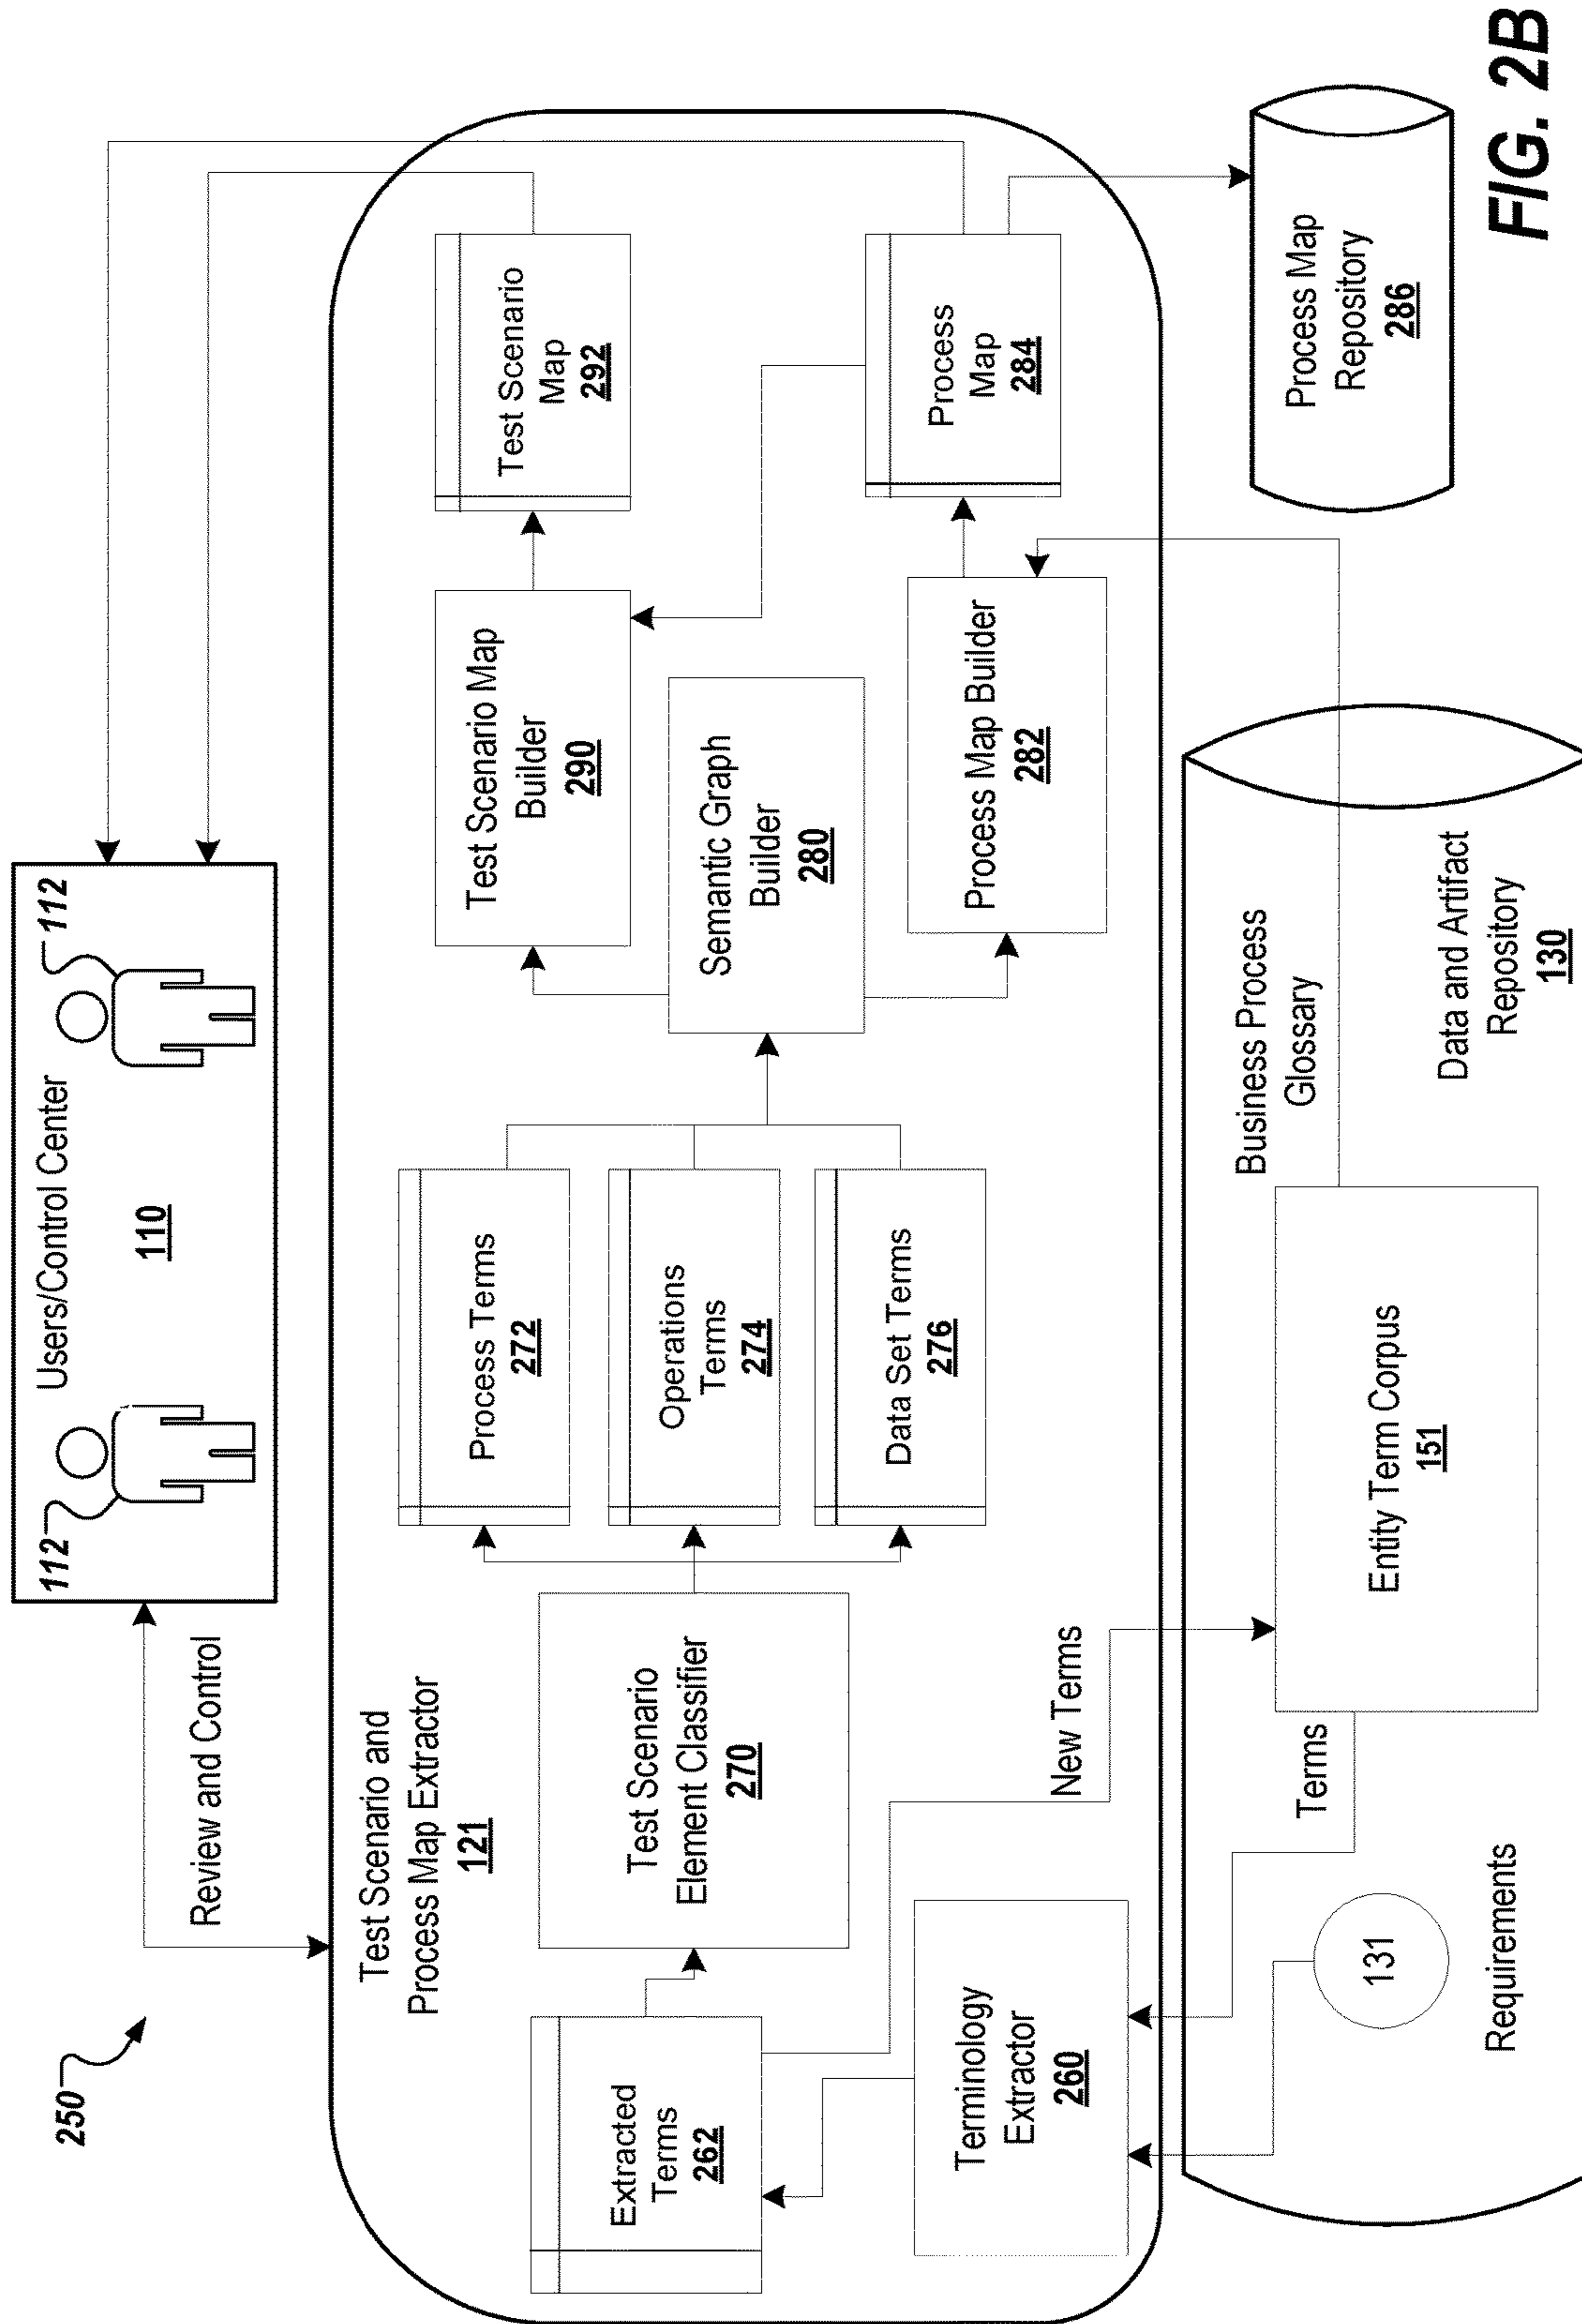 250
112
Users/Control Center
110
112
Review and Control
Test Scenario and
Process Map Extractor
121
Extracted
Terms
262
Test Scenario
Element Classifier
270
Process Terms
272
Operations
Terms
274
Data Set Terms
276
Test Scenario Map
Builder
290
Test Scenario
Map
292
Semantic Graph
Builder
280
Terminology
Extractor
260
New Terms
Process Map Builder
282
Process
Map
284
131
Requirements
Terms
Entity Term Corpus
151
Business Process
Glossary
Data and Artifact
Repository
130
Process Map
Repository
286
FIG. 2B